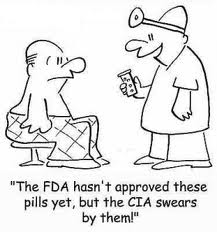 "The FDA hasn't approved these
pills yet, but the CIA swears
by them!"